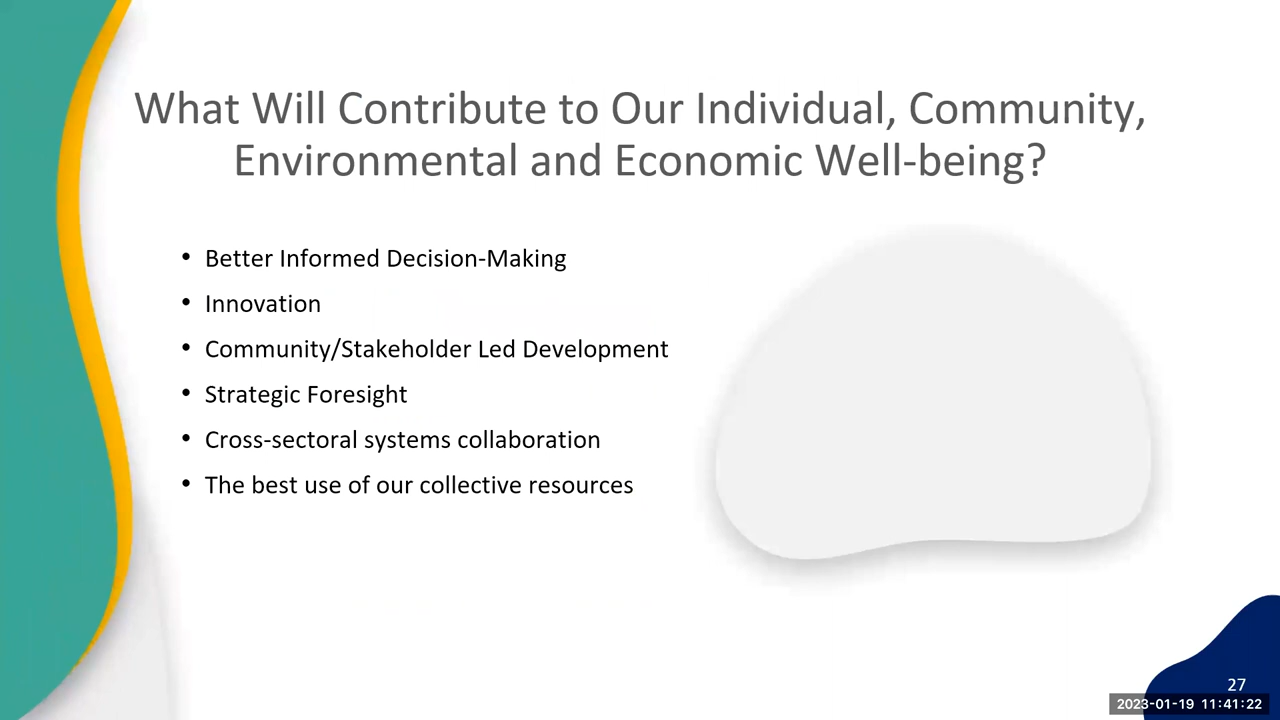 What Will Contribute to Our Individual, Community,
Environmental and Economic Well-being?
• Better Informed Decision-Making
• Innovation
• Community/Stakeholder Led Development
• Strategic Foresight
• Cross-sectoral systems collaboration
• The best use of our collective resources
27
2023-01-19 11:41:22